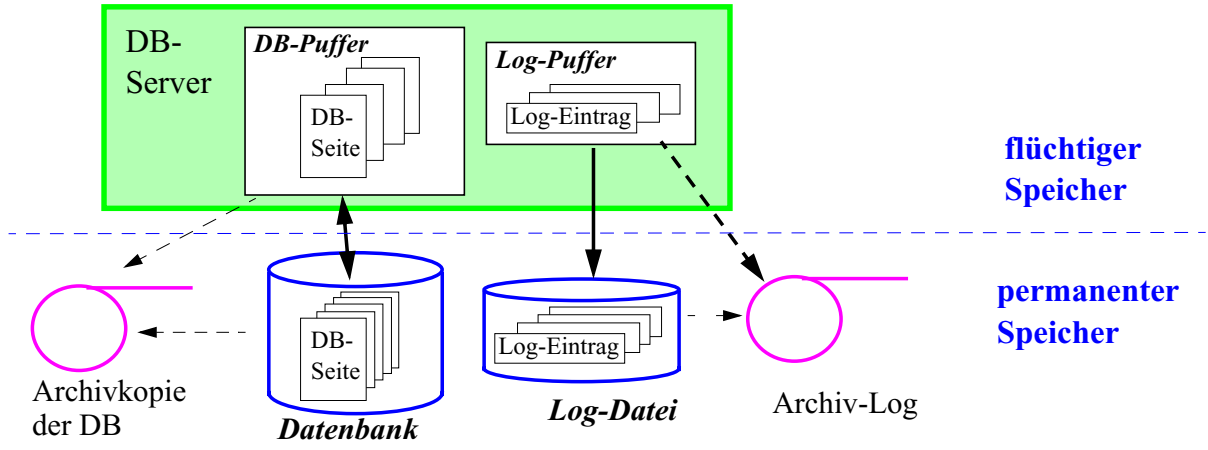 DB-
Server
DB-Puffer
DB-
Seite
Log-Puffer
Log-Eintrag
flüchtiger
Speicher
permanenter
Speicher
DB-
Seite
Log-Eintrag
Archivkopie
der DB
Datenbank
Log-Datei
Archiv-Log